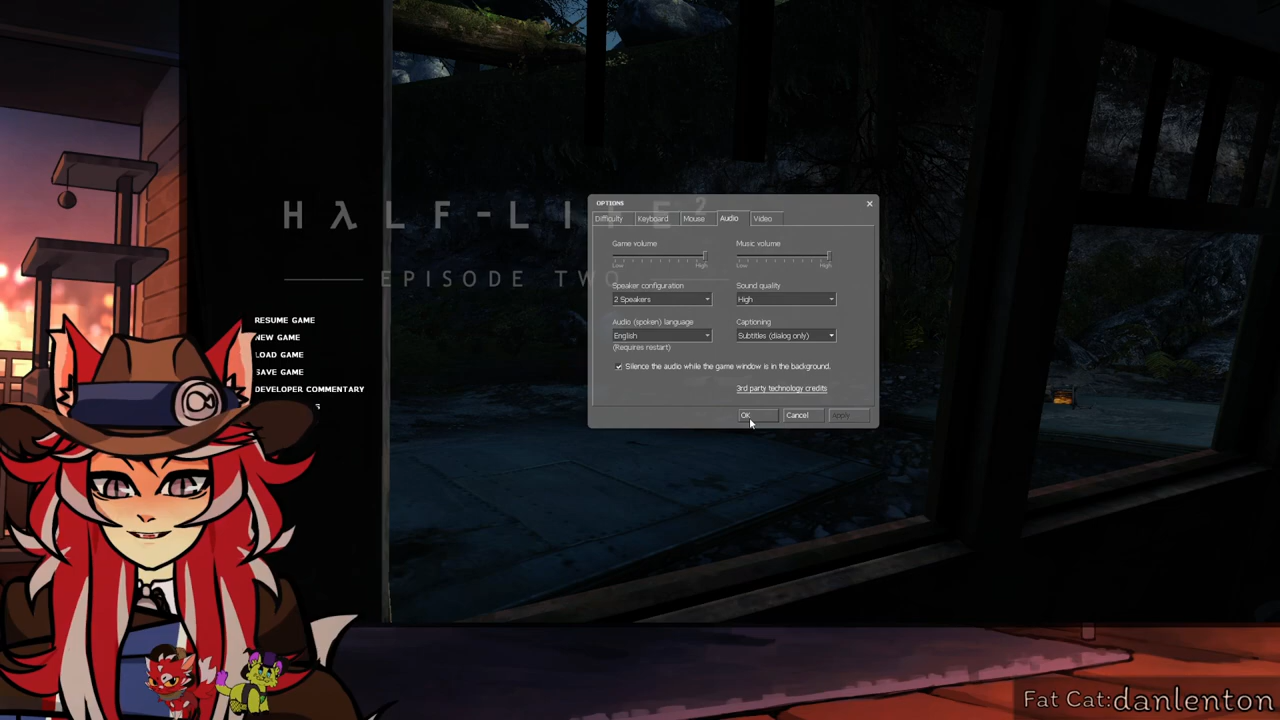 HλLF-LIFE²
EPISODE TWO
RESUME GAME
NEW GAME
LOAD GAME
SAVE GAME
DEVELOPER COMMENTARY
S
OPTIONS
Difficulty Keyboard Mouse Audio Video
Game volume Music volume
Low High Low High
Speaker configuration Sound quality
2 Speakers High
Audio (spoken) language Captioning
English Subtitles (dialog only)
(Requires restart)
Silence the audio while the game window is in the background.
3rd party technology credits
OK Cancel Apply
Fat Cat:danlenton